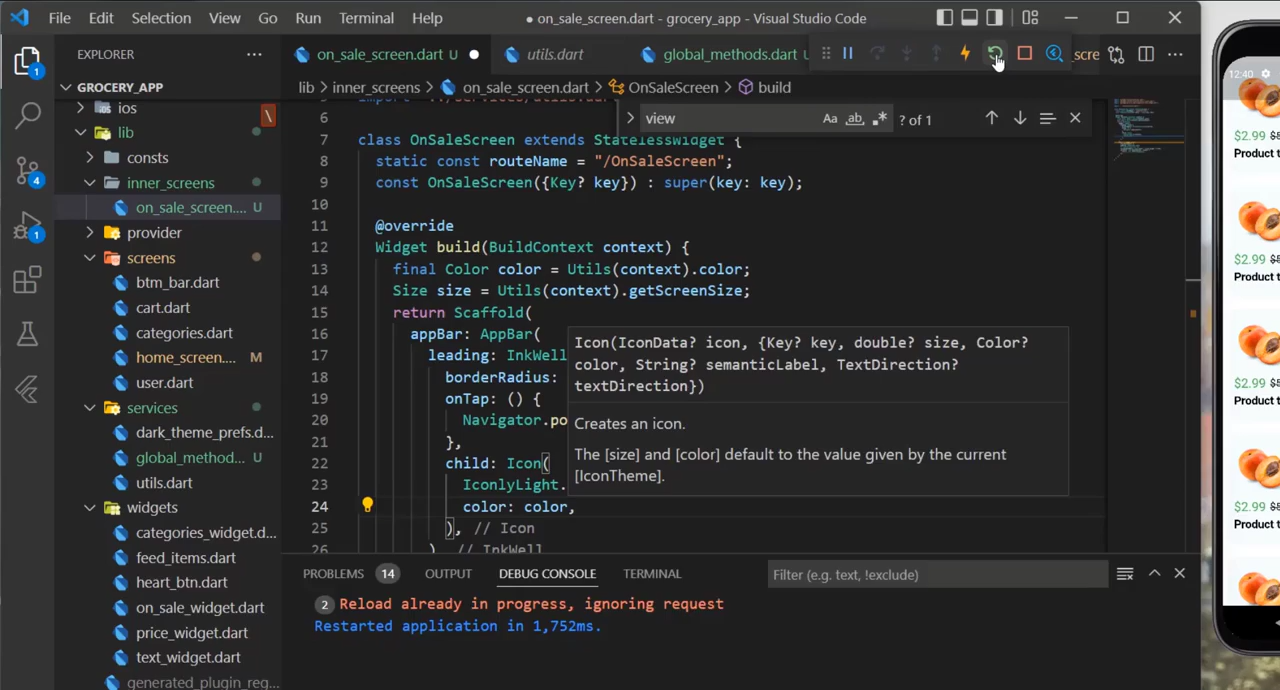 File Edit Selection View Go Run Terminal Help
● on_sale_screen.dart - grocery_app - Visual Studio Code
EXPLORER
on_sale_screen.dart U
utils.dart
global_methods.dart U
_scre
GROCERY_APP
ios
lib
consts
inner_screens
on_sale_screen.... U
provider
screens
btm_bar.dart
cart.dart
categories.dart
home_screen.... M
user.dart
services
dark_theme_prefs.d...
global_method... U
utils.dart
widgets
categories_widget.d...
feed_items.dart
heart_btn.dart
on_sale_widget.dart
price_widget.dart
text_widget.dart
generated_plugin_reg...
1
4
1
lib > inner_screens > on_sale_screen.dart > OnSaleScreen > build
view
Aa ab, ? of 1
6
7 class OnSaleScreen extends StatelessWidget {
8 static const routeName = "/OnSaleScreen";
9 const OnSaleScreen({Key? key}) : super(key: key);
10
11 @override
12 Widget build(BuildContext context) {
13 final Color color = Utils(context).color;
14 Size size = Utils(context).getScreenSize;
15 return Scaffold(
16 appBar: AppBar(
17 leading: InkWell
18 borderRadius:
19 onTap: () {
20 Navigator.po
21 },
22 child: Icon(
23 IconlyLight.
24 color: color,
25 ), // Icon
26 ) // InkWell
Icon(IconData? icon, {Key? key, double? size, Color?
color, String? semanticLabel, TextDirection?
textDirection})
Creates an icon.
The [size] and [color] default to the value given by the current
[IconTheme].
PROBLEMS 14 OUTPUT DEBUG CONSOLE TERMINAL
Filter (e.g. text, !exclude)
2 Reload already in progress, ignoring request
Restarted application in 1,752ms.
12:40
$2.99
Product t
$2.99
Product t
$2.99
Product t
$2.99
Product t